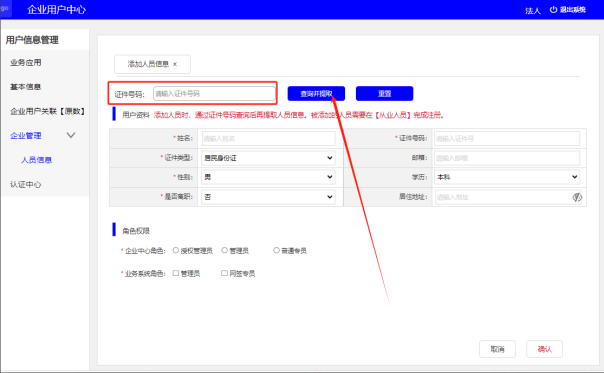 企业用户中心
法人 退出系统
用户信息管理
业务应用
基本信息
企业用户关联【原数】
企业管理
人员信息
认证中心
添加人员信息 ×
证件号码： 请输入证件号码 查询并提取 重置
用户资料 添加人员时，通过证件号码查询后再提取人员信息。被添加的人员需要在【从业人员】完成注册。
* 姓名： 请输入姓名 * 证件号码： 请输入证件号
* 证件类型： 居民身份证 邮箱： 请输入邮箱
* 性别： 男 学历： 本科
* 是否离职： 否 居住地址： 请输入地址
角色权限
* 企业中心角色： 授权管理员 管理员 普通专员
* 业务系统角色： 管理员 网签专员
取消 确认